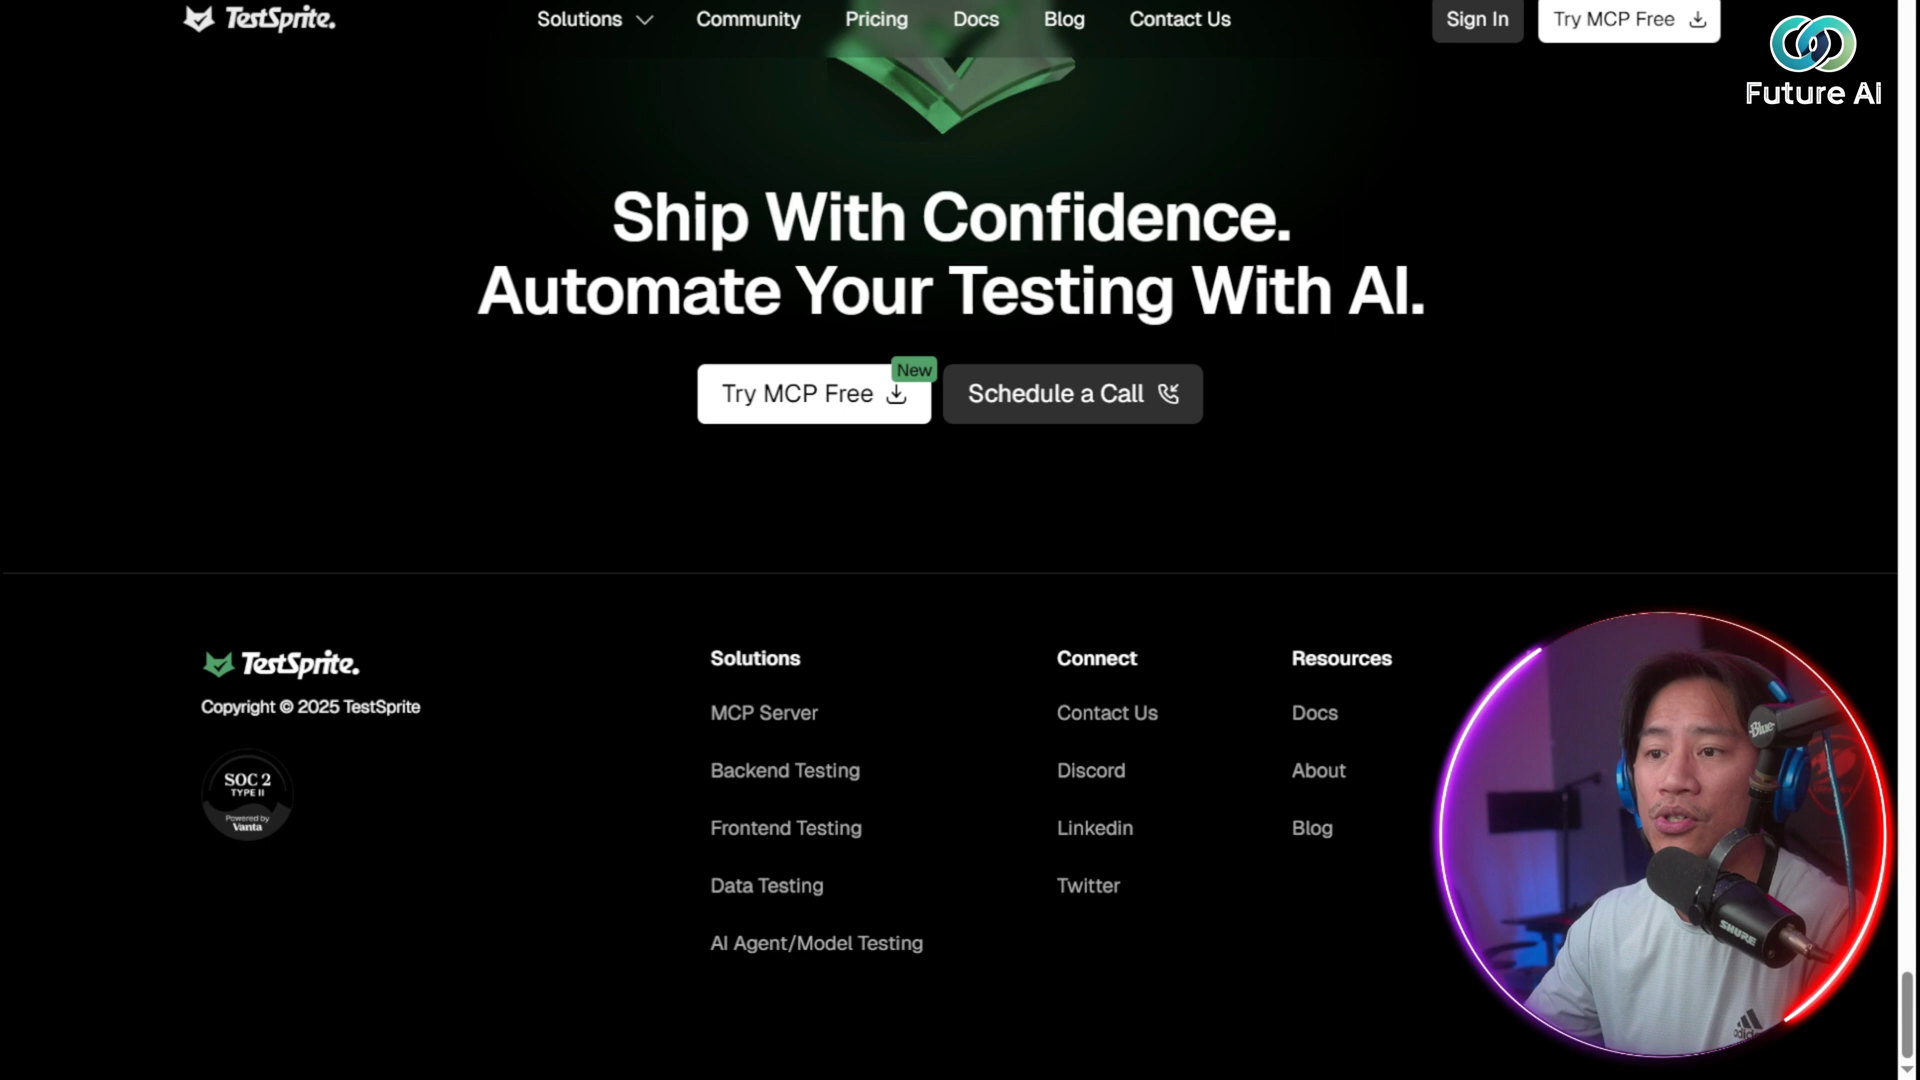 TestSprite.
Solutions
Community
Pricing
Docs
Blog
Contact Us
Sign In
Try MCP Free
Future AI
Ship With Confidence.
Automate Your Testing With AI.
New
Try MCP Free
Schedule a Call
TestSprite.
Copyright © 2025 TestSprite
SOC 2
TYPE II
Powered by
Vanta
Solutions
MCP Server
Backend Testing
Frontend Testing
Data Testing
AI Agent/Model Testing
Connect
Contact Us
Discord
Linkedin
Twitter
Resources
Docs
About
Blog
Blue
SHURE
adidas